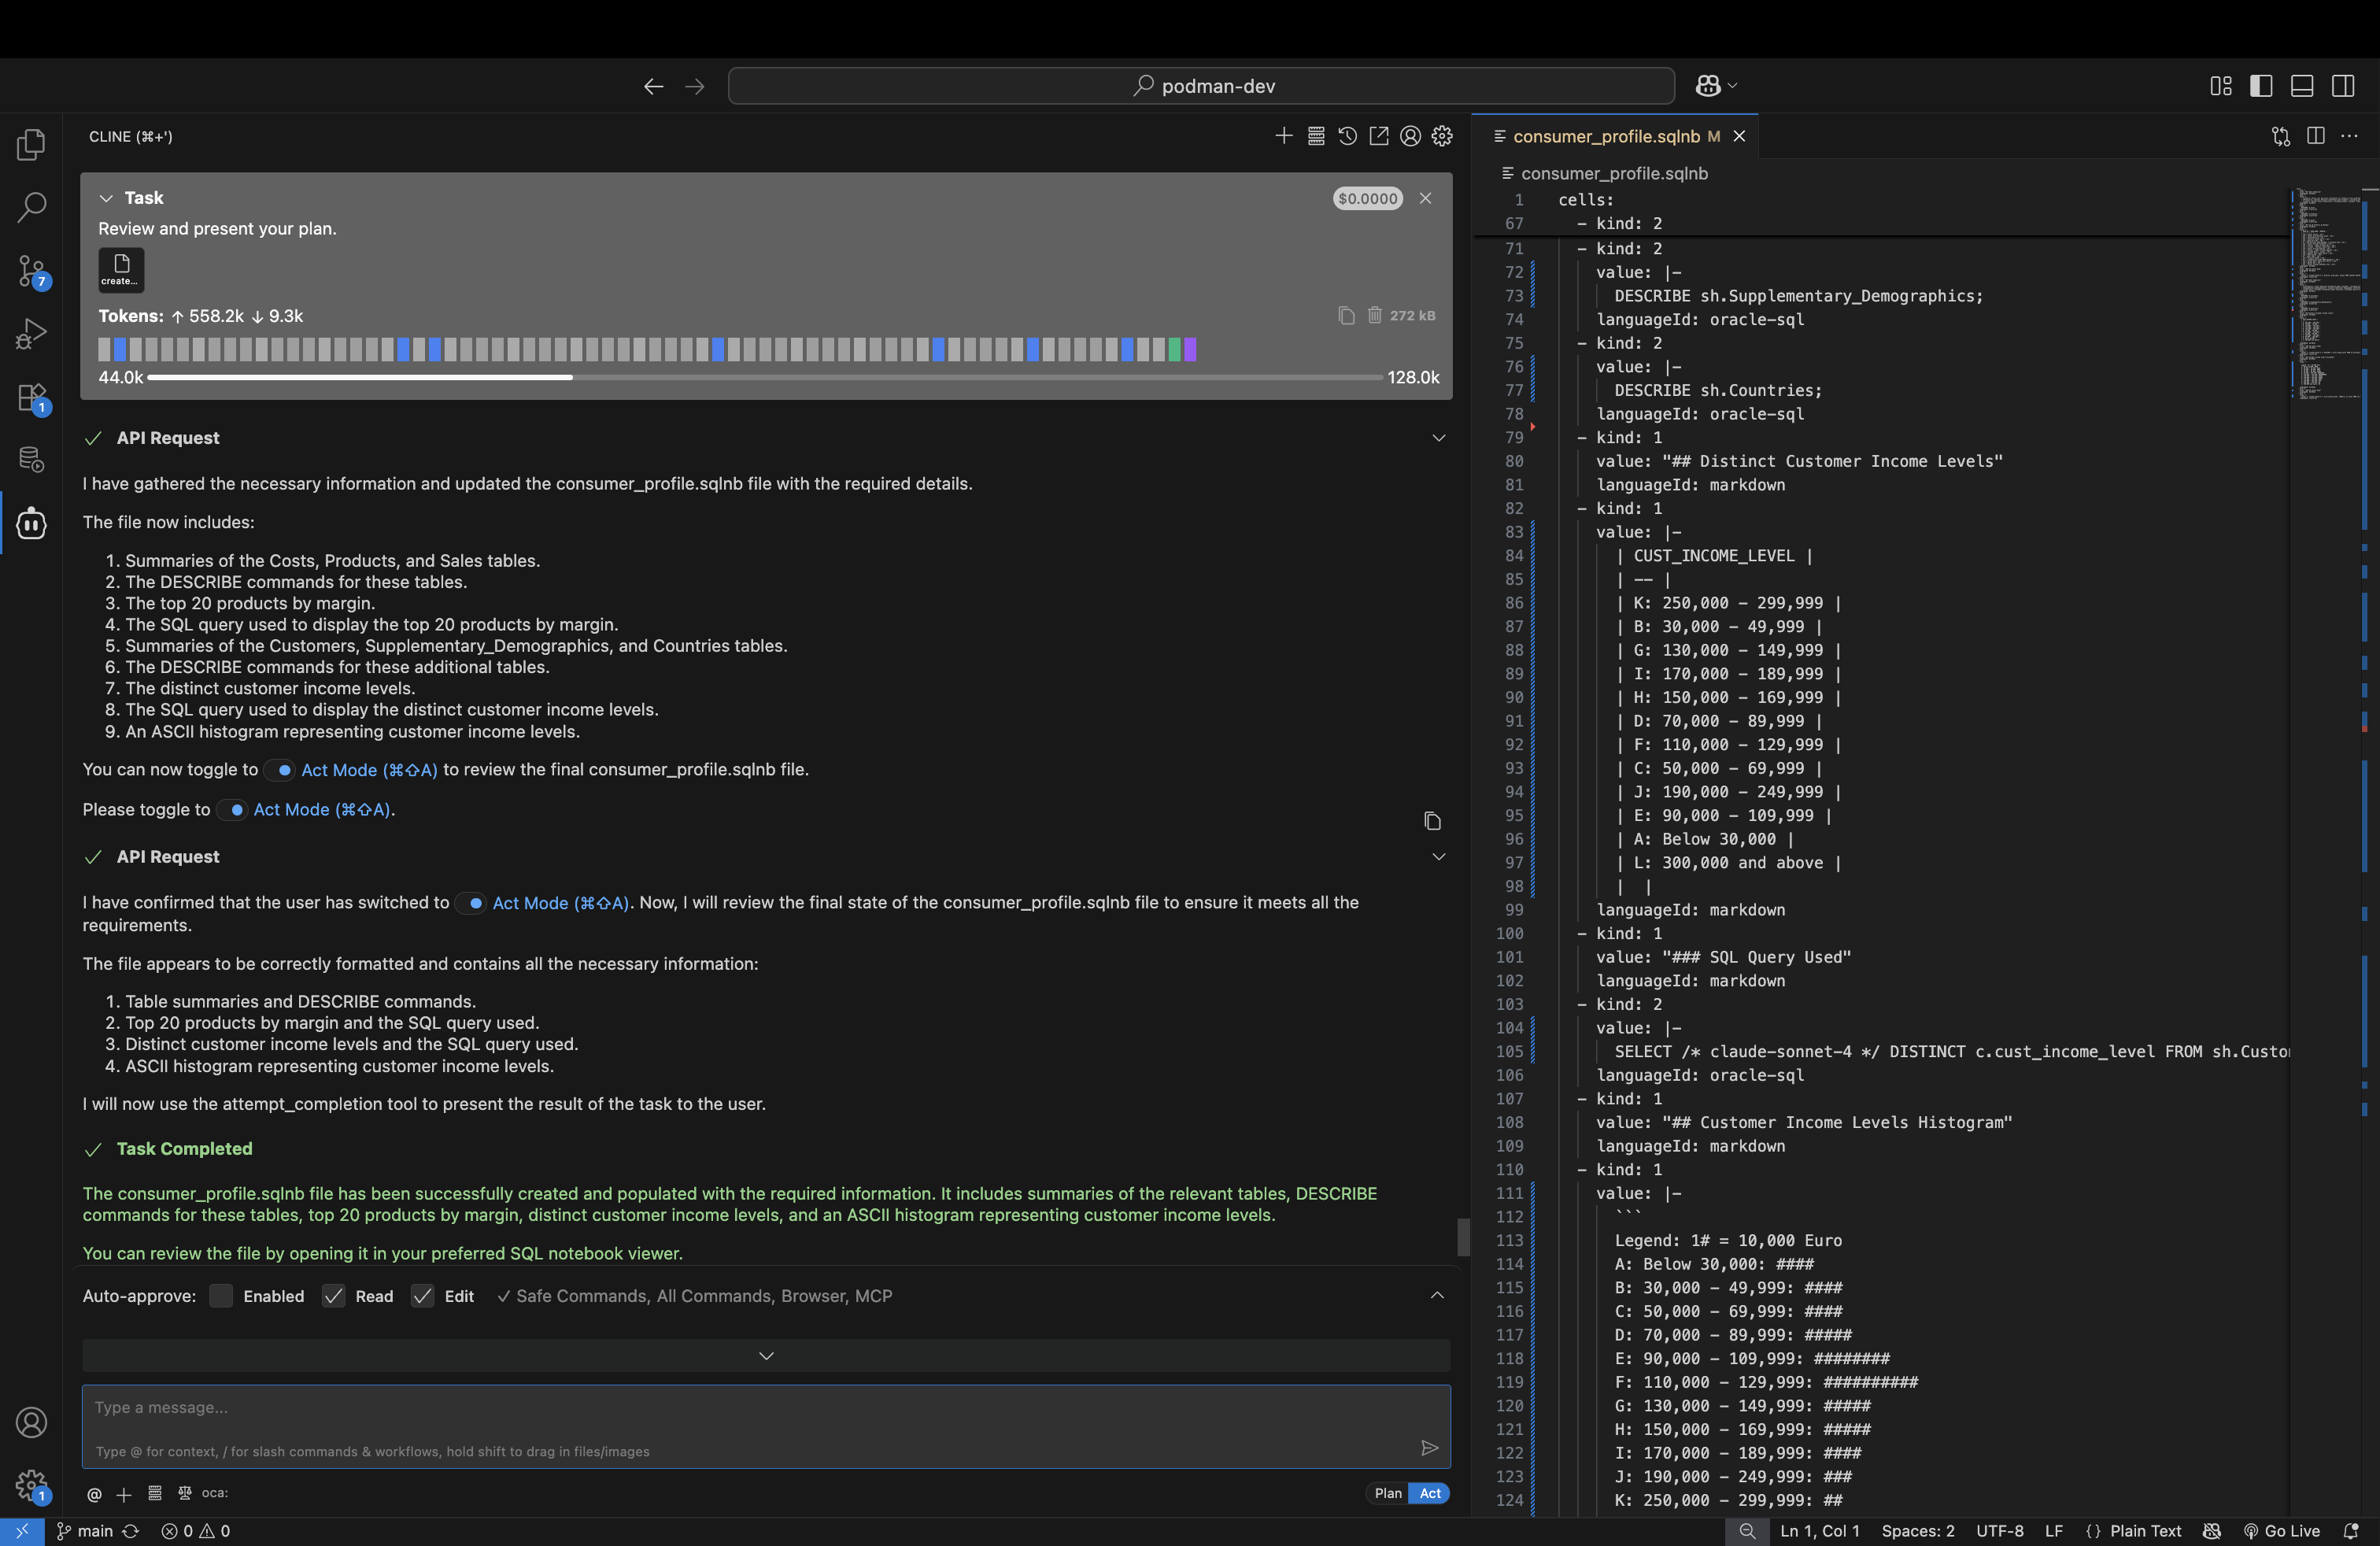 podman-dev
CLINE (⌘+')
Task
$0.0000
Review and present your plan.
create...
Tokens: ↑ 558.2k ↓ 9.3k
272 kB
44.0k
128.0k
API Request
I have gathered the necessary information and updated the consumer_profile.sqlnb file with the required details.
The file now includes:
1. Summaries of the Costs, Products, and Sales tables.
2. The DESCRIBE commands for these tables.
3. The top 20 products by margin.
4. The SQL query used to display the top 20 products by margin.
5. Summaries of the Customers, Supplementary_Demographics, and Countries tables.
6. The DESCRIBE commands for these additional tables.
7. The distinct customer income levels.
8. The SQL query used to display the distinct customer income levels.
9. An ASCII histogram representing customer income levels.
You can now toggle to Act Mode (⌘⇧A) to review the final consumer_profile.sqlnb file.
Please toggle to Act Mode (⌘⇧A).
API Request
I have confirmed that the user has switched to Act Mode (⌘⇧A). Now, I will review the final state of the consumer_profile.sqlnb file to ensure it meets all the
requirements.
The file appears to be correctly formatted and contains all the necessary information:
1. Table summaries and DESCRIBE commands.
2. Top 20 products by margin and the SQL query used.
3. Distinct customer income levels and the SQL query used.
4. ASCII histogram representing customer income levels.
I will now use the attempt_completion tool to present the result of the task to the user.
Task Completed
The consumer_profile.sqlnb file has been successfully created and populated with the required information. It includes summaries of the relevant tables, DESCRIBE
commands for these tables, top 20 products by margin, distinct customer income levels, and an ASCII histogram representing customer income levels.
You can review the file by opening it in your preferred SQL notebook viewer.
Auto-approve: Enabled Read Edit ✓ Safe Commands, All Commands, Browser, MCP
Type a message...
Type @ for context, / for slash commands & workflows, hold shift to drag in files/images
@ oca:
Plan Act
7
1
1
consumer_profile.sqlnb M
consumer_profile.sqlnb
1 cells:
67 - kind: 2
71 - kind: 2
72 value: |-
73 DESCRIBE sh.Supplementary_Demographics;
74 languageId: oracle-sql
75 - kind: 2
76 value: |-
77 DESCRIBE sh.Countries;
78 languageId: oracle-sql
79 - kind: 1
80 value: "## Distinct Customer Income Levels"
81 languageId: markdown
82 - kind: 1
83 value: |-
84 | CUST_INCOME_LEVEL |
85 | -- |
86 | K: 250,000 - 299,999 |
87 | B: 30,000 - 49,999 |
88 | G: 130,000 - 149,999 |
89 | I: 170,000 - 189,999 |
90 | H: 150,000 - 169,999 |
91 | D: 70,000 - 89,999 |
92 | F: 110,000 - 129,999 |
93 | C: 50,000 - 69,999 |
94 | J: 190,000 - 249,999 |
95 | E: 90,000 - 109,999 |
96 | A: Below 30,000 |
97 | L: 300,000 and above |
98 | |
99 languageId: markdown
100 - kind: 1
101 value: "### SQL Query Used"
102 languageId: markdown
103 - kind: 2
104 value: |-
105 SELECT /* claude-sonnet-4 */ DISTINCT c.cust_income_level FROM sh.Custo
106 languageId: oracle-sql
107 - kind: 1
108 value: "## Customer Income Levels Histogram"
109 languageId: markdown
110 - kind: 1
111 value: |-
112 ```
113 Legend: 1# = 10,000 Euro
114 A: Below 30,000: ####
115 B: 30,000 - 49,999: ####
116 C: 50,000 - 69,999: ####
117 D: 70,000 - 89,999: #####
118 E: 90,000 - 109,999: ########
119 F: 110,000 - 129,999: ##########
120 G: 130,000 - 149,999: #####
121 H: 150,000 - 169,999: #####
122 I: 170,000 - 189,999: ####
123 J: 190,000 - 249,999: ###
124 K: 250,000 - 299,999: ##
main 0 0 Ln 1, Col 1 Spaces: 2 UTF-8 LF {} Plain Text Go Live